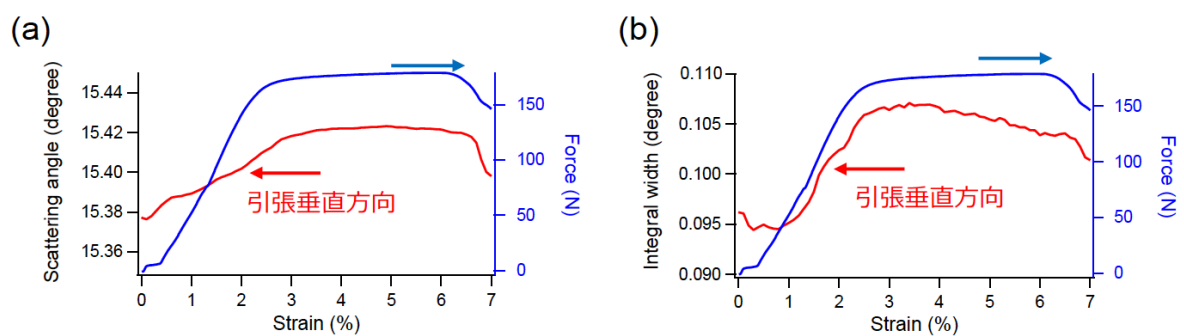 (a)
Scattering angle (degree)
15.44
15.42
15.40
15.38
15.36
引張垂直方向
150
100
50
0
Force (N)
0 1 2 3 4 5 6 7
Strain (%)
(b)
Integral width (degree)
0.110
0.105
0.100
0.095
0.090
引張垂直方向
150
100
50
0
Force (N)
0 1 2 3 4 5 6 7
Strain (%)